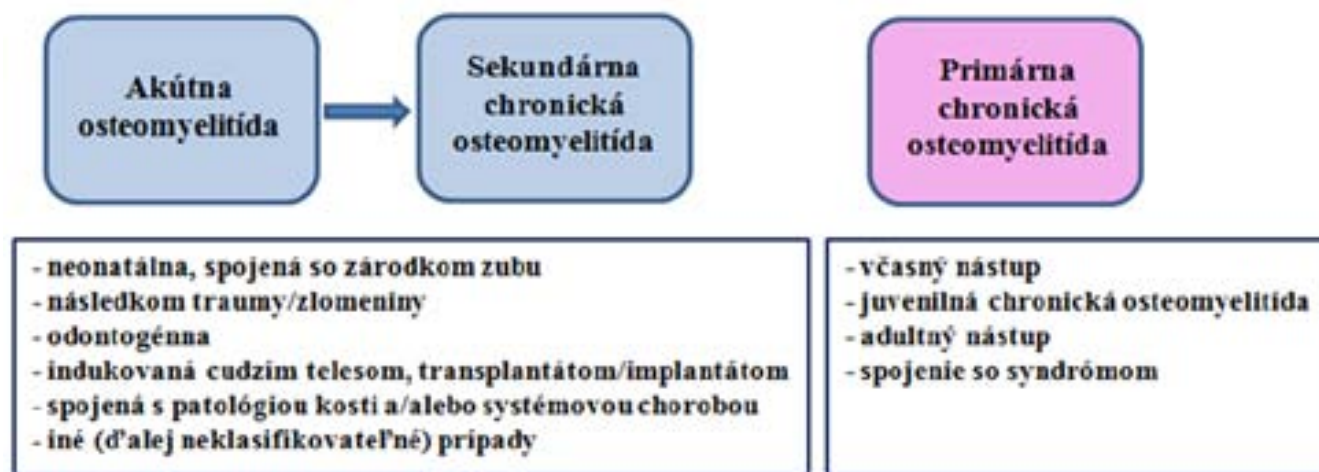 Akútna
osteomyelitída
Sekundárna
chronická
osteomyelitída
Primárna
chronická
osteomyelitída
- neonatálna, spojená so zárodkom zubu
- následkom traumy/zlomeniny
- odontogénna
- indukovaná cudzím telesom, transplantátom/implantátom
- spojená s patológiou kosti a/alebo systémovou chorobou
- iné (ďalej neklasifikovateľné) prípady
- včasný nástup
- juvenilná chronická osteomyelitída
- adultný nástup
- spojenie so syndrómom